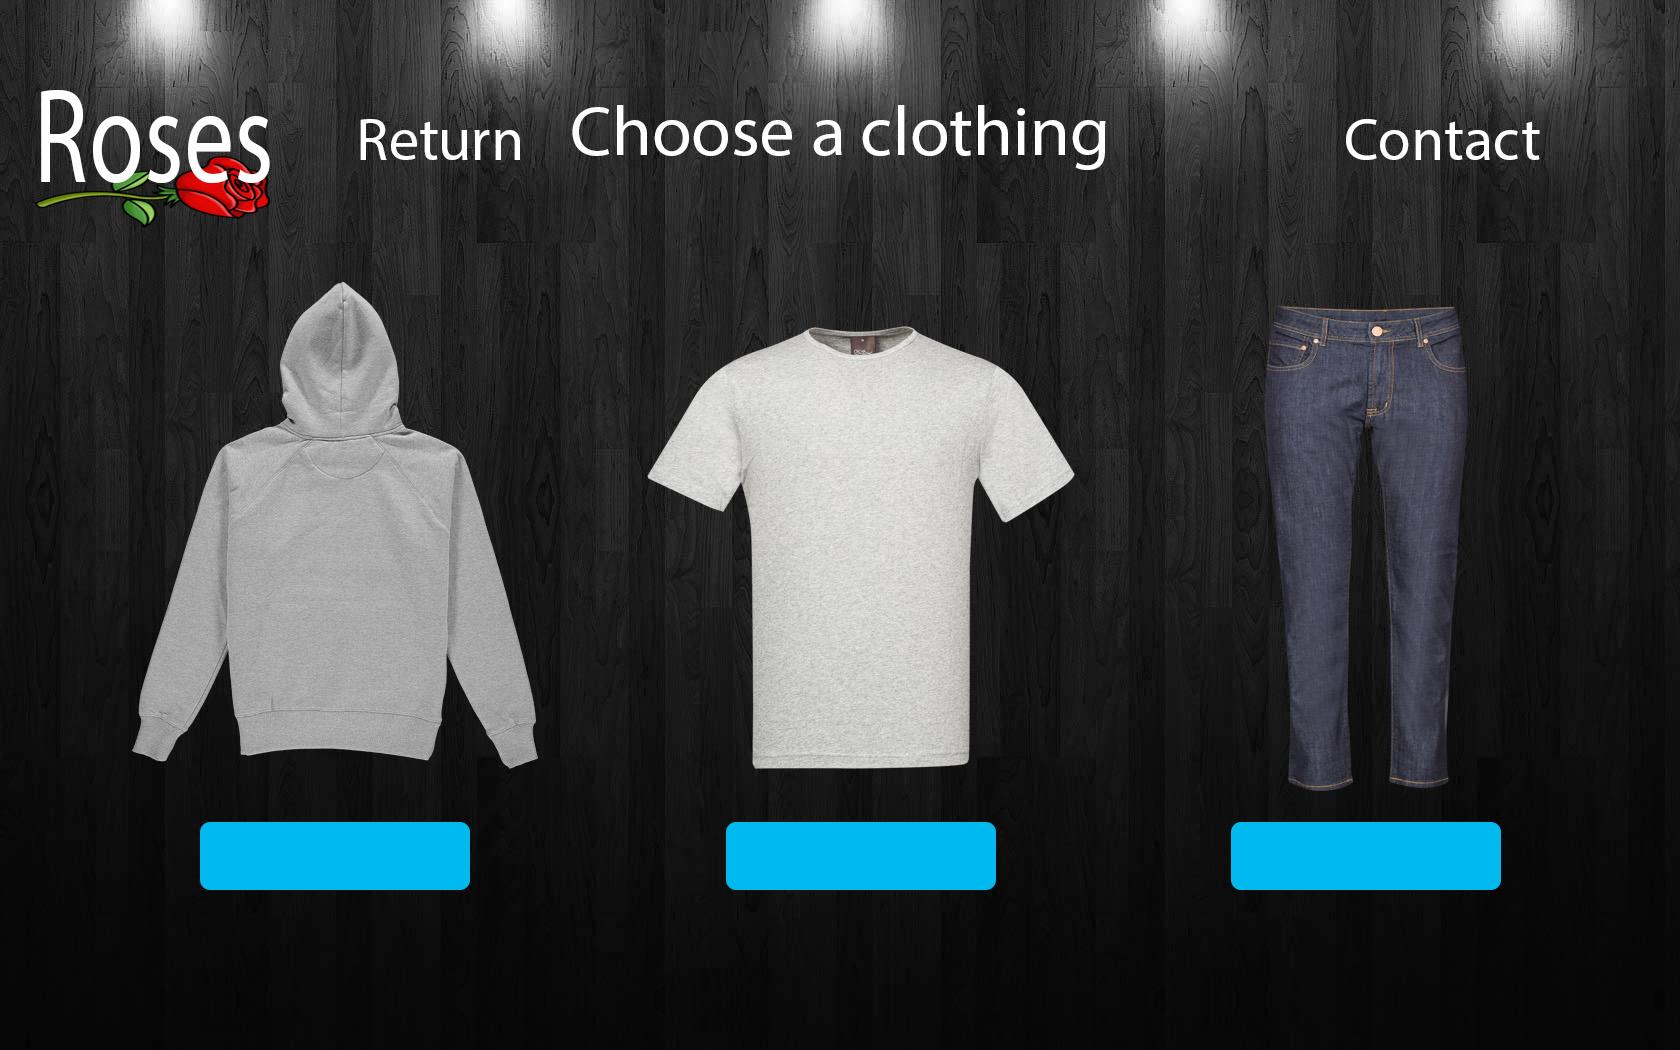 Roses
Return
Choose a clothing
Contact